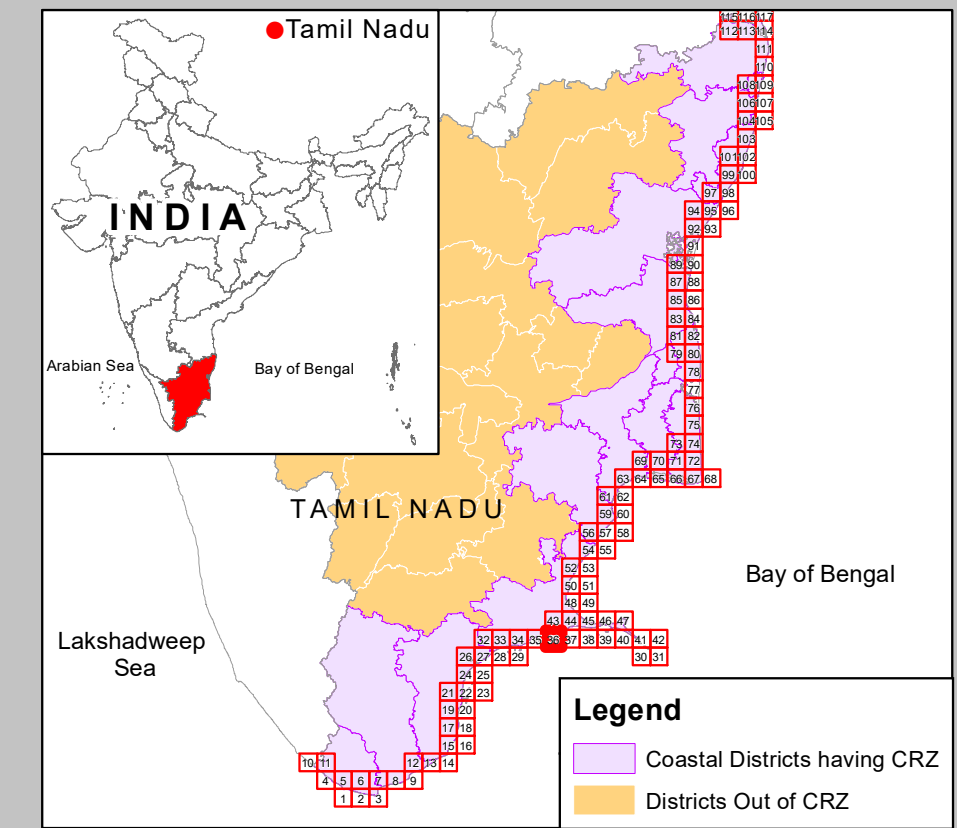 Tamil Nadu
INDIA
Arabian Sea
Bay of Bengal
115 116 117
112 113 114
111
110
108 109
106 107
104 105
103
101 102
99 100
97 98
94 95 96
92 93
91
89 90
87 88
85 86
83 84
81 82
79 80
78
77
76
75
73 74
69 70 71 72
63 64 65 66 67 68
61 62
59 60
56 57 58
54 55
52 53
50 51
48 49
43 44 45 46 47
32 33 34 35 36 37 38 39 40 41 42
26 27 28 29 30 31
24 25
21 22 23
19 20
17 18
15 16
10 11 12 13 14
4 5 6 7 8 9
1 2 3
TAMIL NADU
Bay of Bengal
Lakshadweep
Sea
Legend
Coastal Districts having CRZ
Districts Out of CRZ